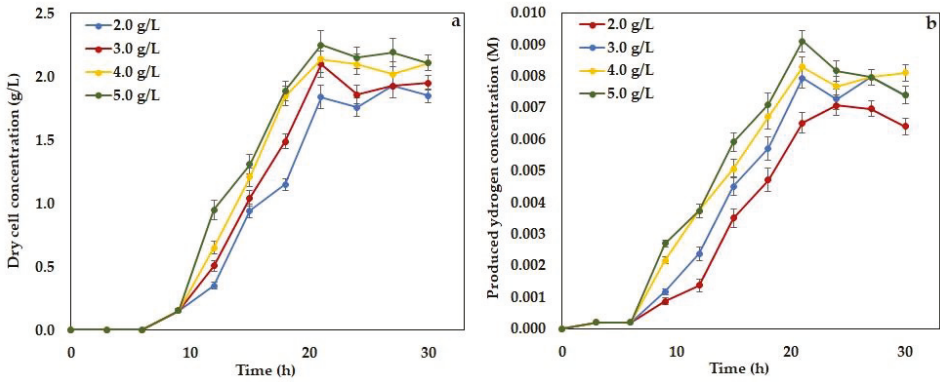 a
2.0 g/L
3.0 g/L
4.0 g/L
5.0 g/L
Dry cell concentration (g/L)
2.5
2.0
1.5
1.0
0.5
0.0
0
10
20
30
Time (h)
b
2.0 g/L
3.0 g/L
4.0 g/L
5.0 g/L
Produced hydrogen concentration (M)
0.010
0.009
0.008
0.007
0.006
0.005
0.004
0.003
0.002
0.001
0.000
0
10
20
30
Time (h)